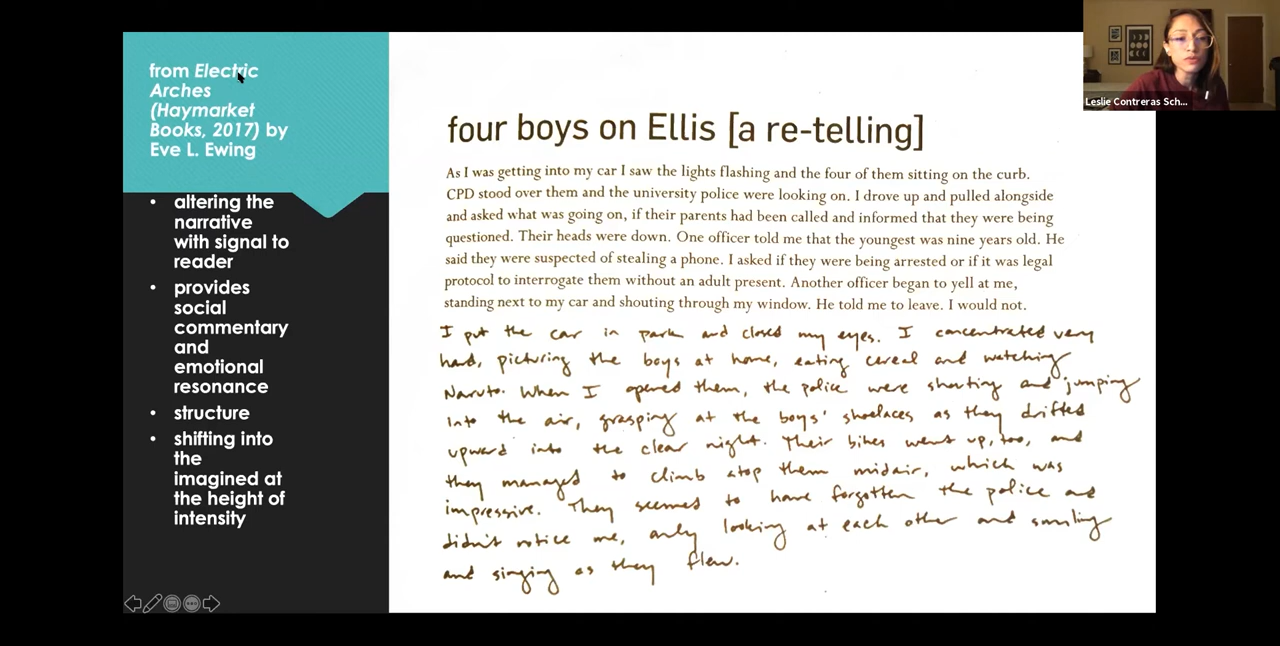 from Electric
Arches
(Haymarket
Books, 2017) by
Eve L. Ewing
• altering the
narrative
with signal to
reader
• provides
social
commentary
and
emotional
resonance
• structure
• shifting into
the
imagined at
the height of
intensity
four boys on Ellis [a re-telling]
As I was getting into my car I saw the lights flashing and the four of them sitting on the curb.
CPD stood over them and the university police were looking on. I drove up and pulled alongside
and asked what was going on, if their parents had been called and informed that they were being
questioned. Their heads were down. One officer told me that the youngest was nine years old. He
said they were suspected of stealing a phone. I asked if they were being arrested or if it was legal
protocol to interrogate them without an adult present. Another officer began to yell at me,
standing next to my car and shouting through my window. He told me to leave. I would not.
I put the car in park and closed my eyes. I concentrated very
hard, picturing the boys at home, eating cereal and watching
Naruto. When I opened them, the police were shouting and jumping
into the air, grasping at the boys' shoelaces as they drifted
upward into the clear night. Their bikes went up, too, and
they managed to climb atop them midair, which was
impressive. They seemed to have forgotten the police and
didn't notice me, only looking at each other and smiling
and singing as they flew.
Leslie Contreras Sch...